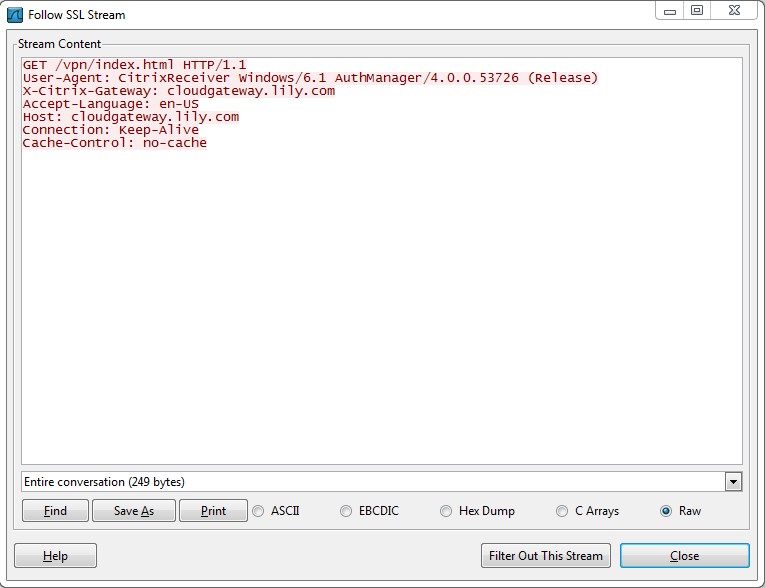 Follow SSL Stream
Stream Content
GET /vpn/index.html HTTP/1.1
User-Agent: CitrixReceiver Windows/6.1 AuthManager/4.0.0.53726 (Release)
X-Citrix-Gateway: cloudgateway.lily.com
Accept-Language: en-US
Host: cloudgateway.lily.com
Connection: Keep-Alive
Cache-Control: no-cache
Entire conversation (249 bytes)
Find Save As Print ASCII EBCDIC Hex Dump C Arrays Raw
Help Filter Out This Stream Close